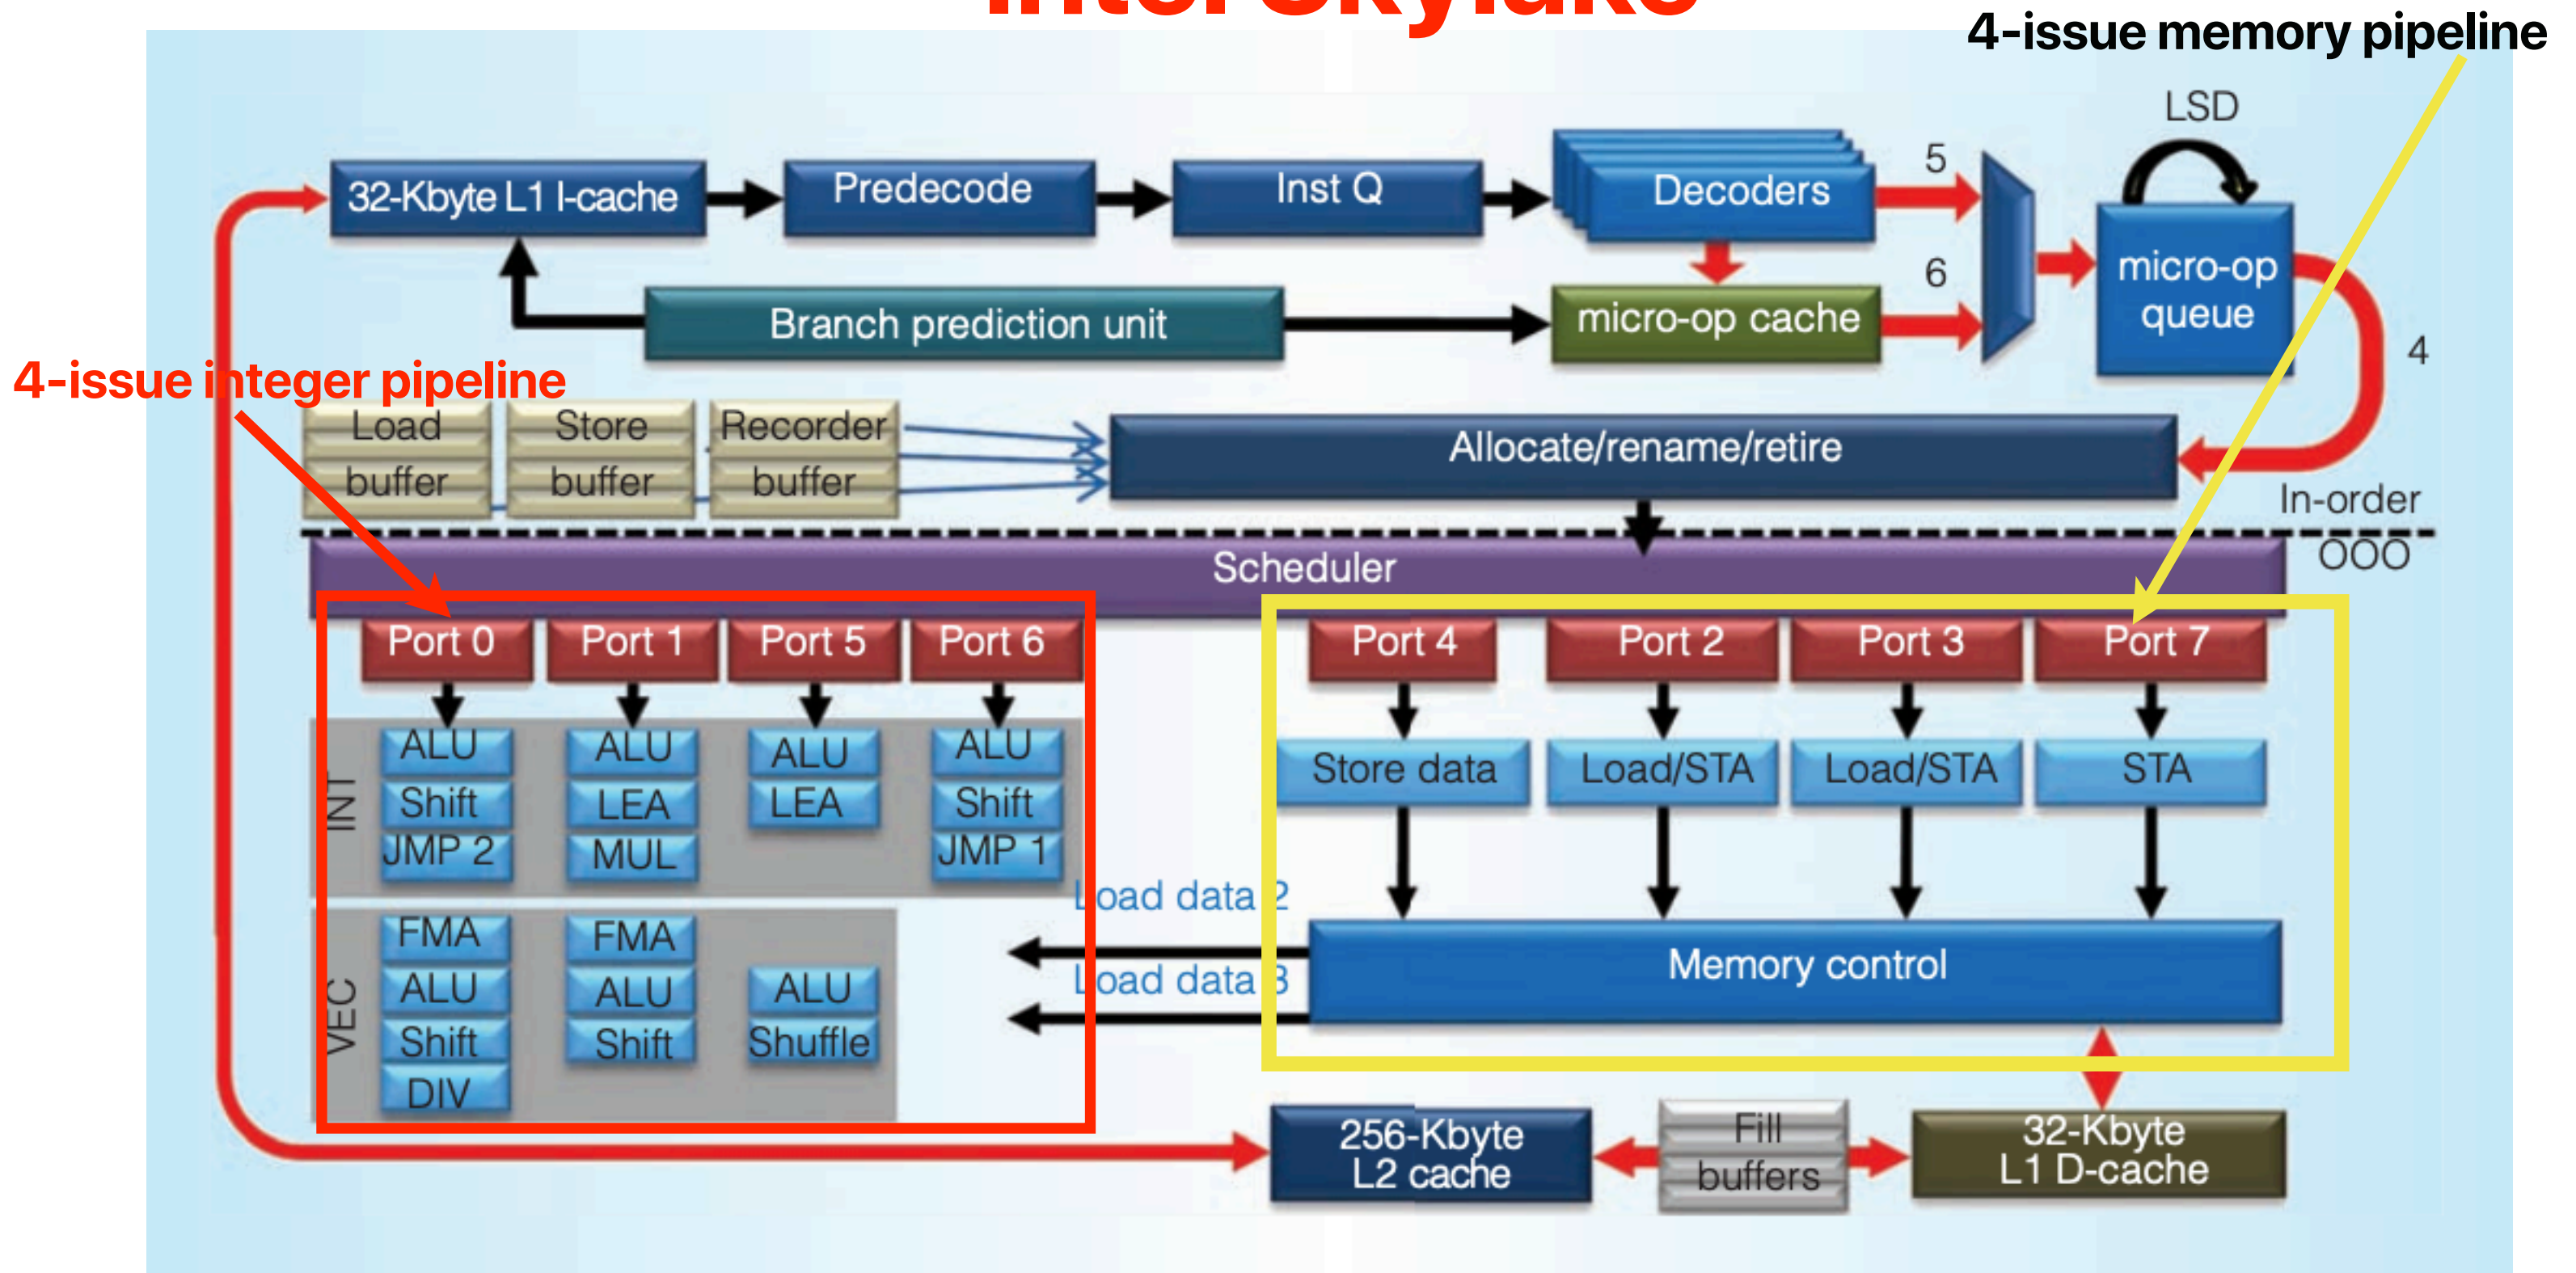 Intel Skylake
4-issue memory pipeline
LSD
32-Kbyte L1 I-cache
Predecode
Inst Q
Decoders
5
6
micro-op
queue
Branch prediction unit
micro-op cache
4
4-issue integer pipeline
Load
buffer
Store
buffer
Recorder
buffer
Allocate/rename/retire
In-order
OOO
Scheduler
Port 0
Port 1
Port 5
Port 6
Port 4
Port 2
Port 3
Port 7
INT
ALU
Shift
JMP 2
ALU
LEA
MUL
ALU
LEA
ALU
Shift
JMP 1
Store data
Load/STA
Load/STA
STA
VEC
FMA
ALU
Shift
DIV
FMA
ALU
Shift
ALU
Shuffle
Load data 2
Load data 3
Memory control
256-Kbyte
L2 cache
Fill
buffers
32-Kbyte
L1 D-cache